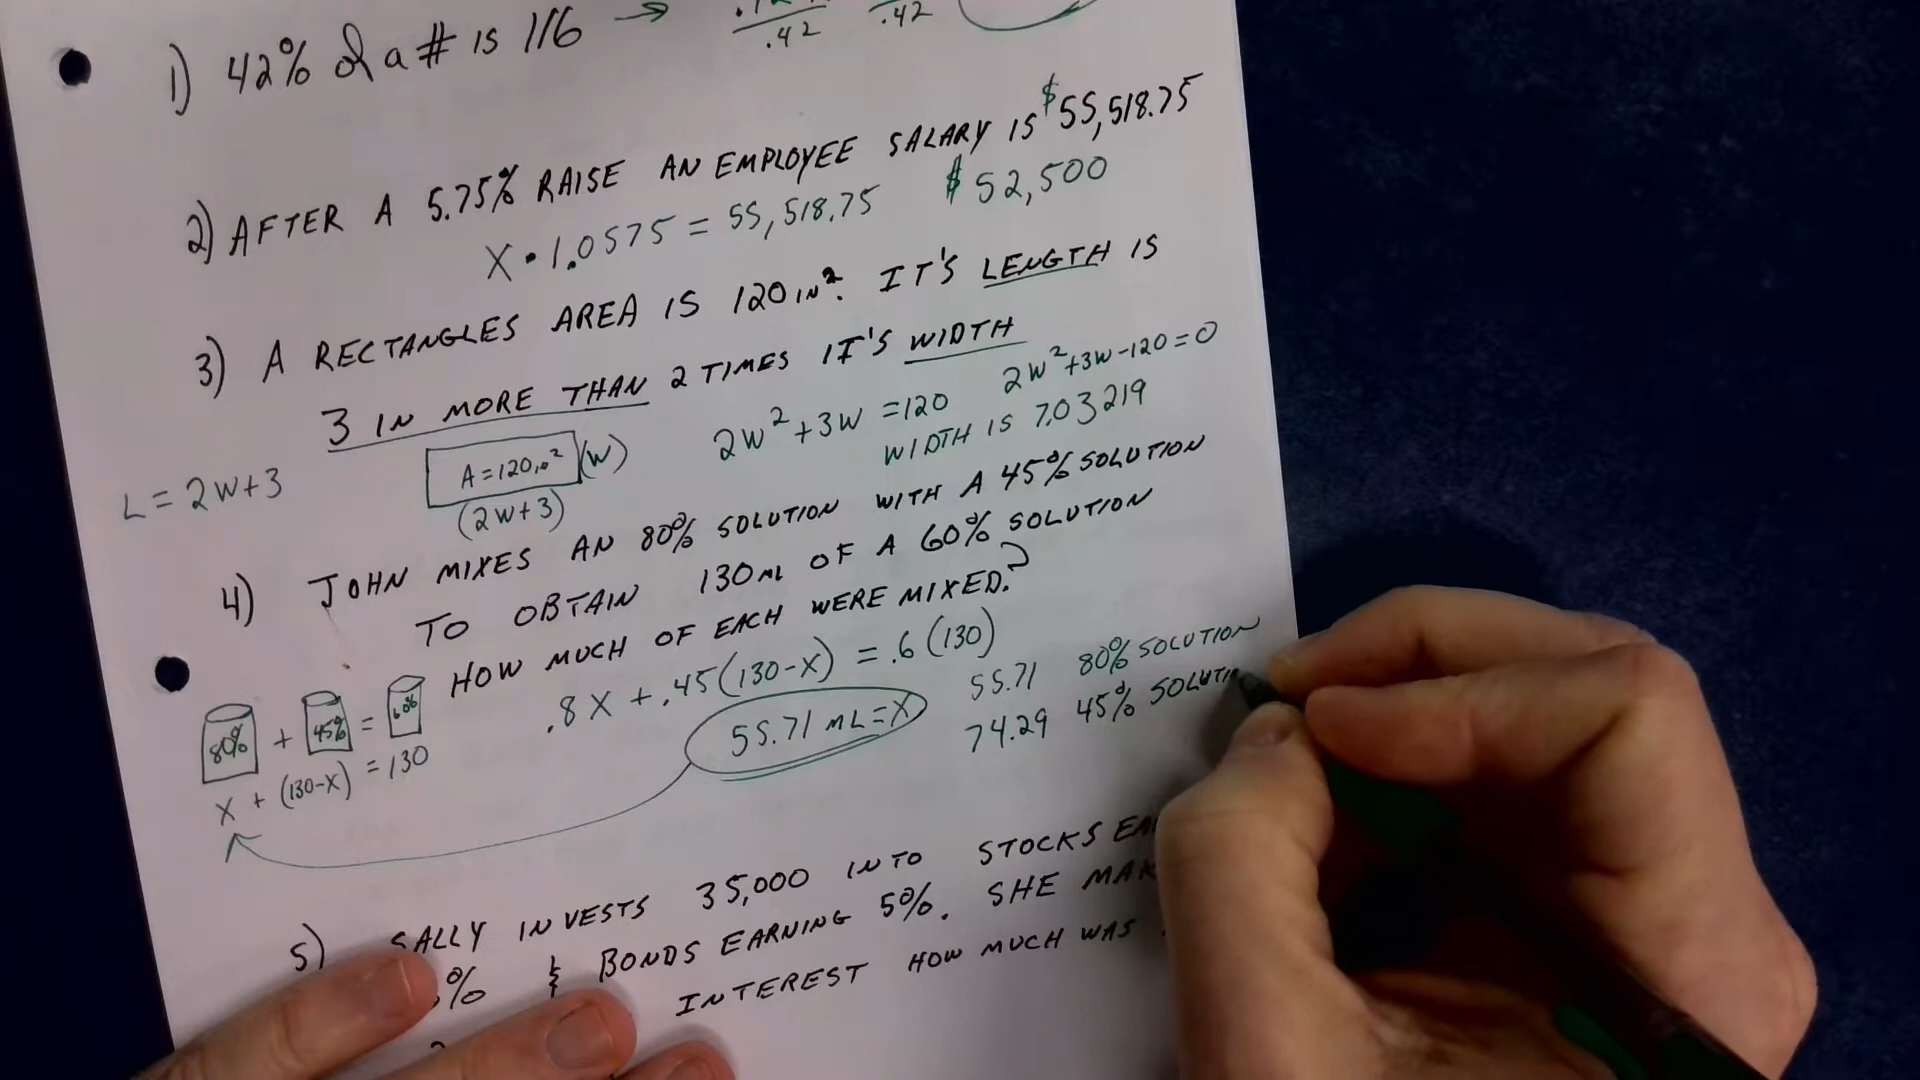 1) 42% of a # is 116 → .42 .42
2) AFTER A 5.75% RAISE AN EMPLOYEE SALARY IS $55,518.75
X • 1.0575 = 55,518.75 $52,500
3) A RECTANGLES AREA IS 120 IN². IT'S LENGTH IS
3 IN MORE THAN 2 TIMES IT'S WIDTH
2W²+3W =120 2W²+3W-120=0
WIDTH IS 7.03219
L = 2W+3 A=120IN² (W)
(2W+3)
4) JOHN MIXES AN 80% SOLUTION WITH A 45% SOLUTION
TO OBTAIN 130ML OF A 60% SOLUTION
HOW MUCH OF EACH WERE MIXED?
.8X + .45(130-X) = .6(130)
80% + 45% = 60%
X + (130-X) = 130
55.71 ML=X
55.71 80% SOLUTION
74.29 45% SOLUTI
5) SALLY INVESTS 35,000 INTO STOCKS
% & BONDS EARNING 5%. SHE
INTEREST HOW MUCH WAS